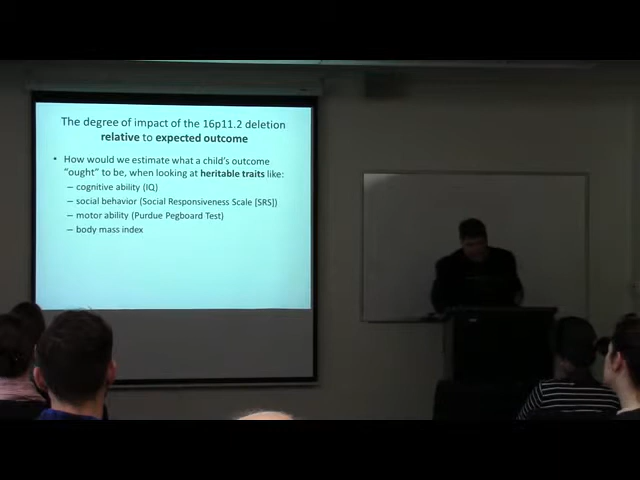 The degree of impact of the 16p11.2 deletion
relative to expected outcome
• How would we estimate what a child's outcome
"ought" to be, when looking at heritable traits like:
– cognitive ability (IQ)
– social behavior (Social Responsiveness Scale [SRS])
– motor ability (Purdue Pegboard Test)
– body mass index